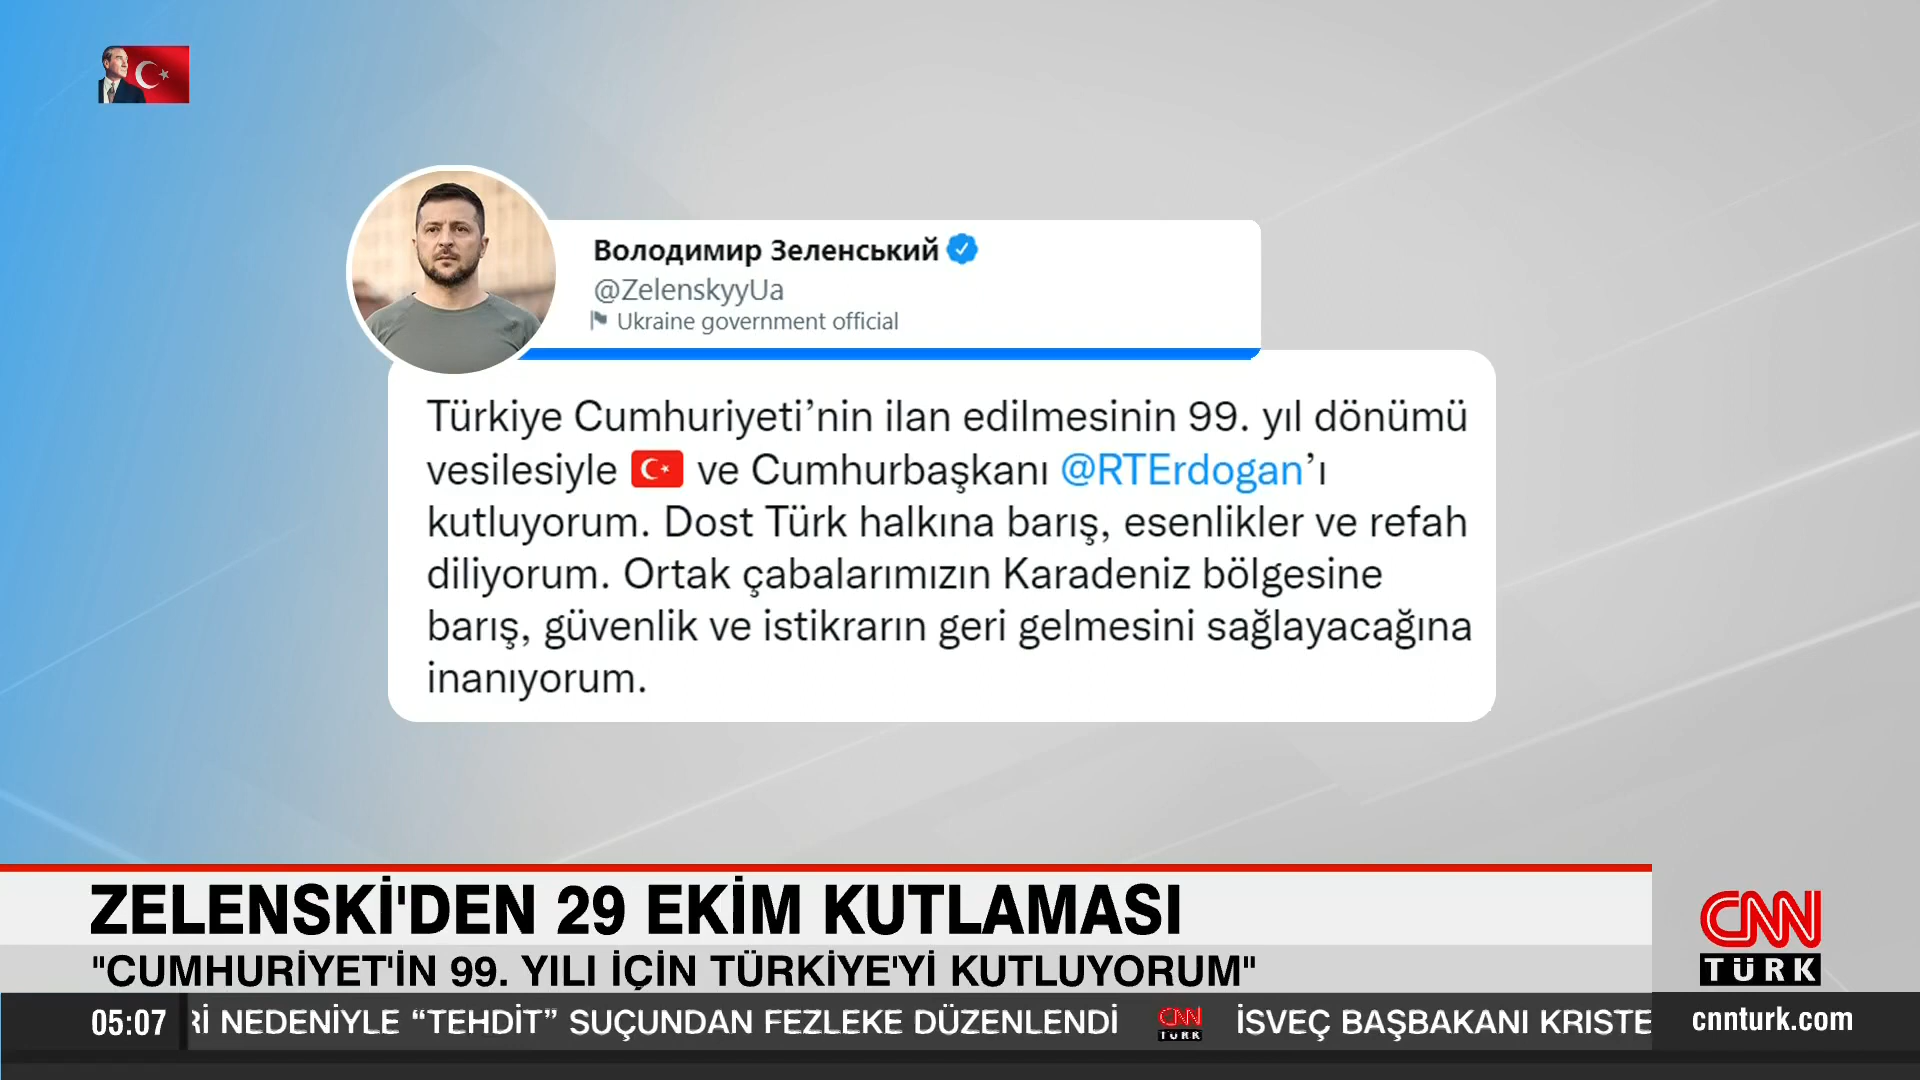 Володимир Зеленський
@ZelenskyyUa
Ukraine government official
Türkiye Cumhuriyeti’nin ilan edilmesinin 99. yıl dönümü
vesilesiyle 🇹🇷 ve Cumhurbaşkanı @RTErdogan’ı
kutluyorum. Dost Türk halkına barış, esenlikler ve refah
diliyorum. Ortak çabalarımızın Karadeniz bölgesine
barış, güvenlik ve istikrarın geri gelmesini sağlayacağına
inanıyorum.
ZELENSKİ'DEN 29 EKİM KUTLAMASI
"CUMHURİYET'İN 99. YILI İÇİN TÜRKİYE'Yİ KUTLUYORUM"
CNN
TÜRK
05:07 Rİ NEDENİYLE “TEHDİT” SUÇUNDAN FEZLEKE DÜZENLENDİ CNN TÜRK İSVEÇ BAŞBAKANI KRISTE
cnnturk.com